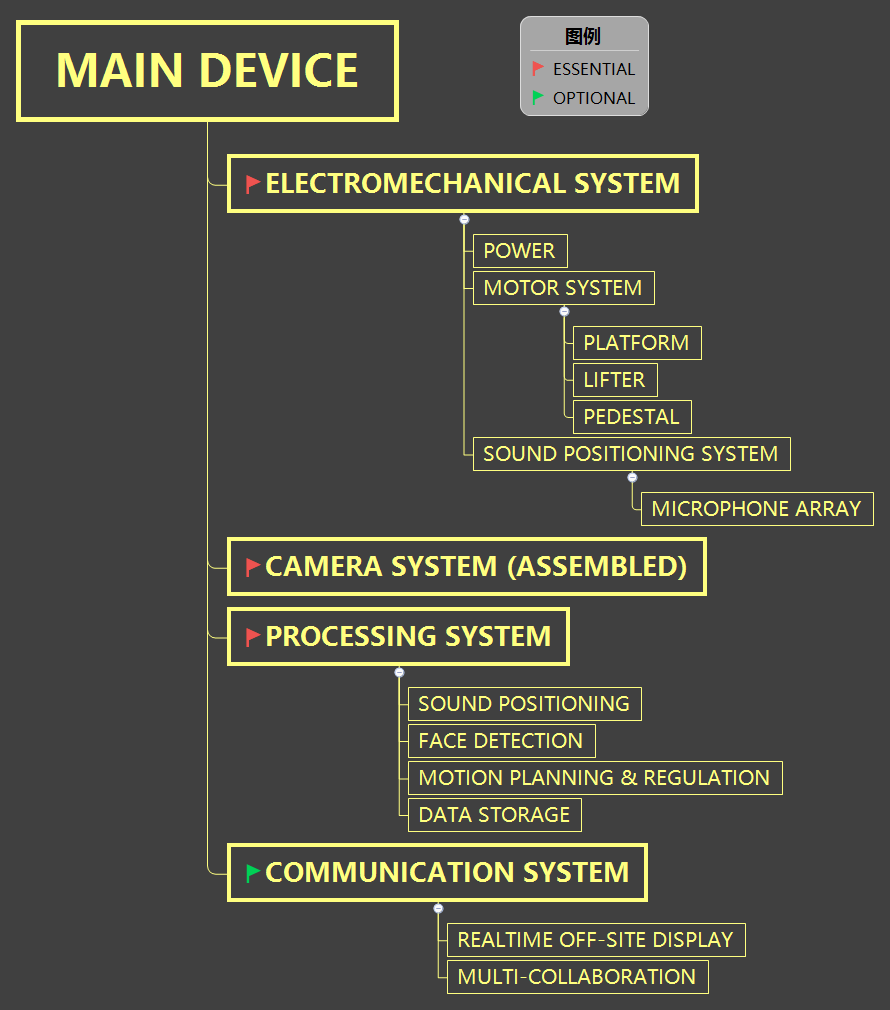 MAIN DEVICE
图例
ESSENTIAL
OPTIONAL
ELECTROMECHANICAL SYSTEM
POWER
MOTOR SYSTEM
PLATFORM
LIFTER
PEDESTAL
SOUND POSITIONING SYSTEM
MICROPHONE ARRAY
CAMERA SYSTEM (ASSEMBLED)
PROCESSING SYSTEM
SOUND POSITIONING
FACE DETECTION
MOTION PLANNING & REGULATION
DATA STORAGE
COMMUNICATION SYSTEM
REALTIME OFF-SITE DISPLAY
MULTI-COLLABORATION